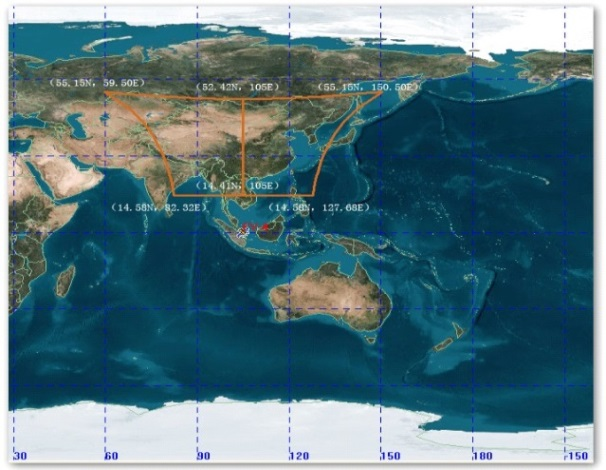 (55.15N, 59.50E)
(52.42N, 105E)
(55.15N, 150.50E)
(14.41N, 105E)
(14.58N, 82.32E)
(14.58N, 127.68E)
30 60 90 120 150 -150